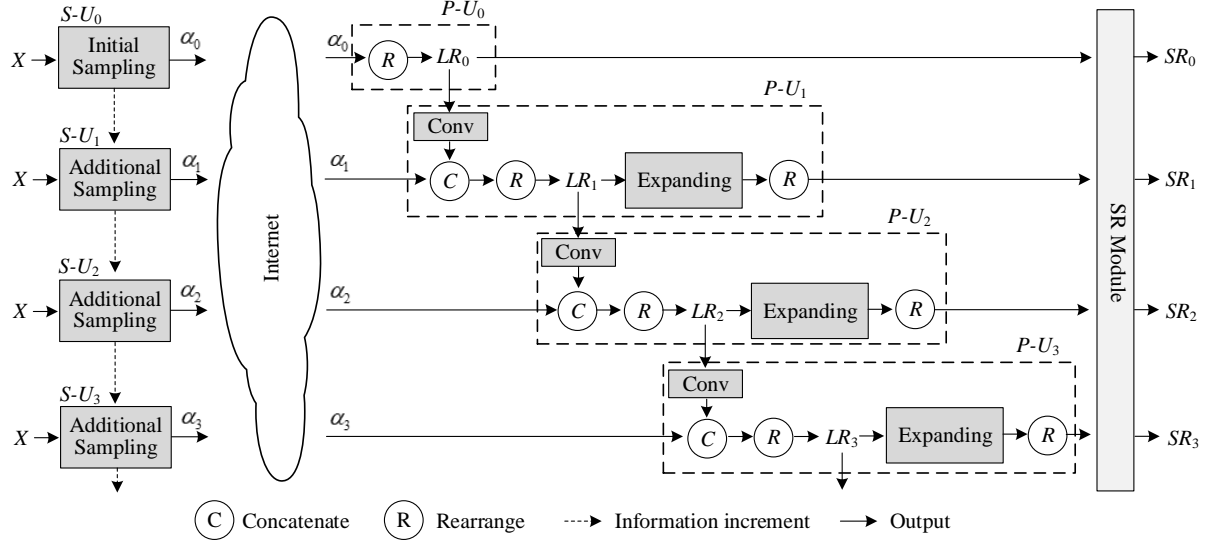 S-U0
P-U0
X
Initial
Sampling
α0
α0
R
LR0
SR0
P-U1
Conv
S-U1
X
Additional
Sampling
α1
α1
C
R
LR1
Expanding
R
SR1
P-U2
Conv
S-U2
X
Additional
Sampling
α2
α2
C
R
LR2
Expanding
R
SR2
P-U3
Conv
S-U3
X
Additional
Sampling
α3
α3
C
R
LR3
Expanding
R
SR3
Internet
SR Module
C Concatenate
R Rearrange
Information increment
Output